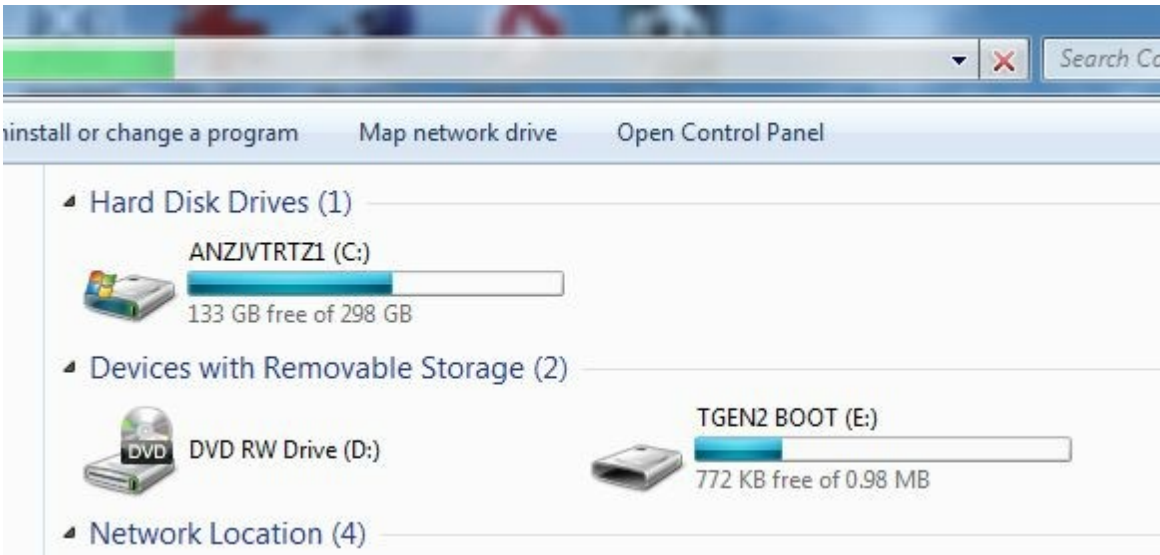 Search Co
ninstall or change a program Map network drive Open Control Panel
Hard Disk Drives (1)
ANZJVTRTZ1 (C:)
133 GB free of 298 GB
Devices with Removable Storage (2)
DVD
DVD RW Drive (D:)
TGEN2 BOOT (E:)
772 KB free of 0.98 MB
Network Location (4)